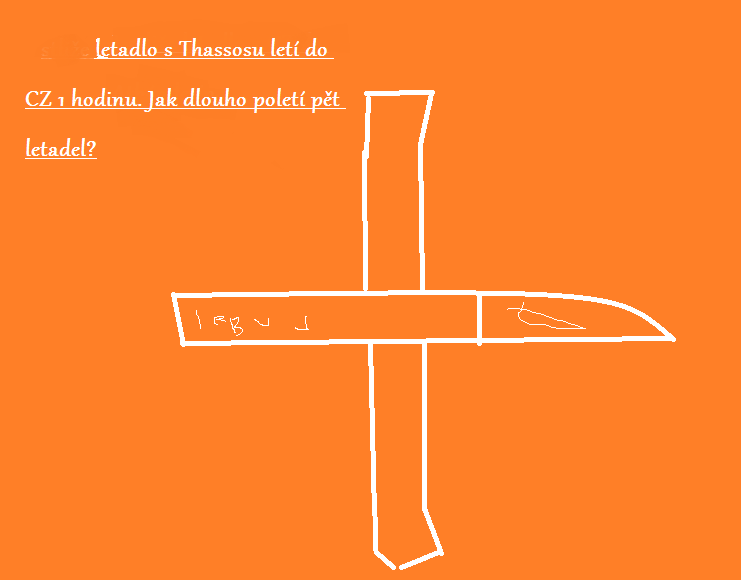 letadlo s Thassosu letí do
CZ 1 hodinu. Jak dlouho poletí pět
letadel?